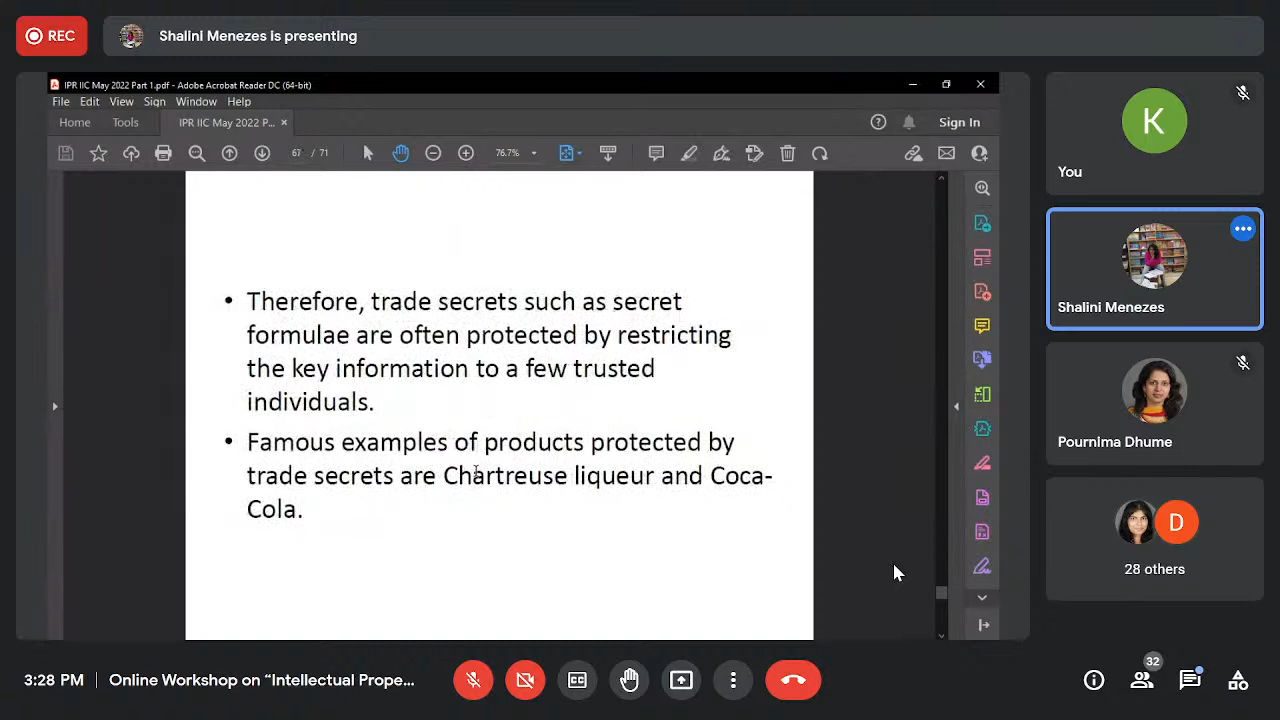 REC
Shalini Menezes is presenting
IPR IIC May 2022 Part 1.pdf - Adobe Acrobat Reader DC (64-bit)
File Edit View Sign Window Help
Home Tools IPR IIC May 2022 P... × Sign In
67 / 71 76.7%
• Therefore, trade secrets such as secret
formulae are often protected by restricting
the key information to a few trusted
individuals.
• Famous examples of products protected by
trade secrets are Chartreuse liqueur and Coca-
Cola.
K
You
Shalini Menezes
Pournima Dhume
D
28 others
3:28 PM | Online Workshop on “Intellectual Prope...
32